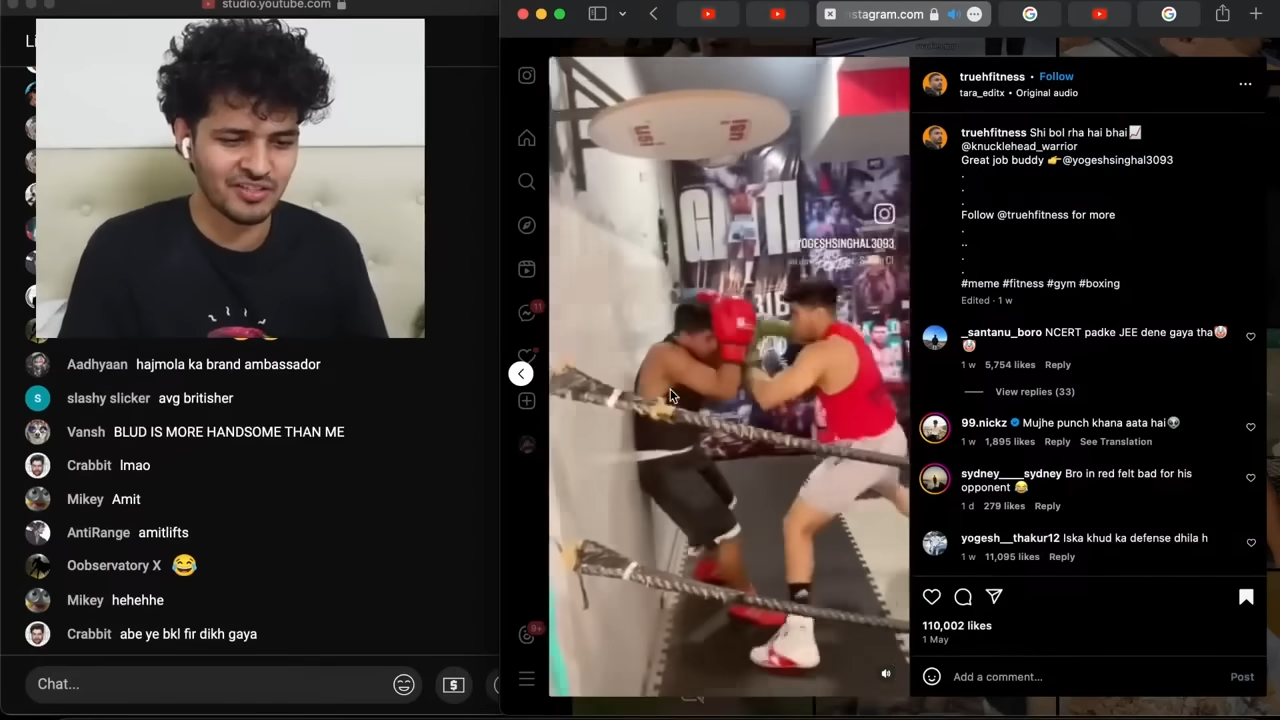 studio.youtube.com
Li
Aadhyaan hajmola ka brand ambassador
S slashy slicker avg britisher
Vansh BLUD IS MORE HANDSOME THAN ME
Crabbit lmao
Mikey Amit
AntiRange amitlifts
Oobservatory X 😂
Mikey hehehhe
Crabbit abe ye bkl fir dikh gaya
Chat...
stagram.com
11
9+
@YOGESHSINGHAL3093
truehfitness • Follow
tara_editx • Original audio
truehfitness Shi bol rha hai bhai📈
@knucklehead_warrior
Great job buddy 👉@yogeshsinghal3093
.
.
.
Follow @truehfitness for more
.
..
.
.
#meme #fitness #gym #boxing
Edited · 1 w
_santanu_boro NCERT padke JEE dene gaya tha🤡
🤡
1 w 5,754 likes Reply
View replies (33)
99.nickz Mujhe punch khana aata hai👽
1 w 1,895 likes Reply See Translation
sydney____sydney Bro in red felt bad for his
opponent 😂
1 d 279 likes Reply
yogesh__thakur12 Iska khud ka defense dhila h
1 w 11,095 likes Reply
110,002 likes
1 May
Add a comment...
Post